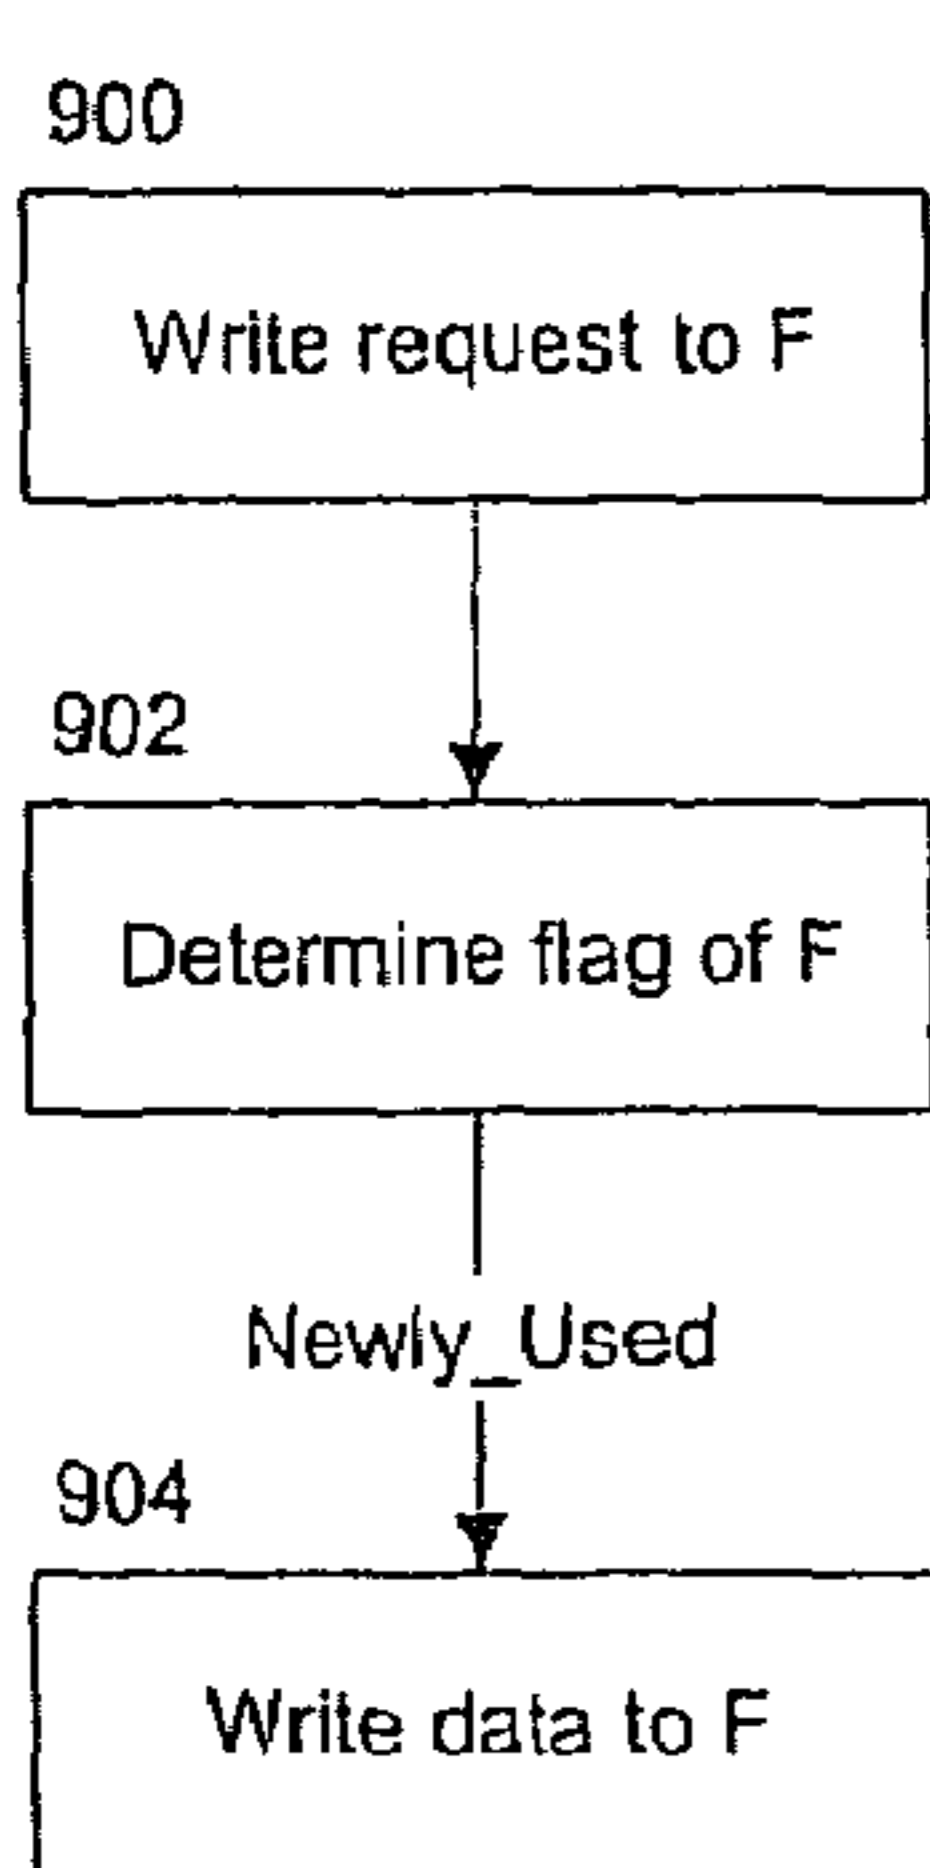 900
Write request to F
902
Determine flag of F
Newly_Used
904
Write data to F